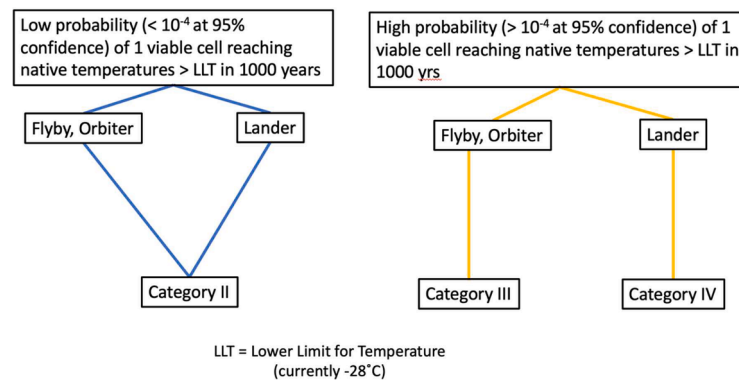 Low probability (< 10⁻⁴ at 95%
confidence) of 1 viable cell reaching
native temperatures > LLT in 1000 years
Flyby, Orbiter
Lander
Category II
High probability (> 10⁻⁴ at 95% confidence) of 1
viable cell reaching native temperatures > LLT in
1000 yrs
Flyby, Orbiter
Lander
Category III
Category IV
LLT = Lower Limit for Temperature
(currently -28˚C)